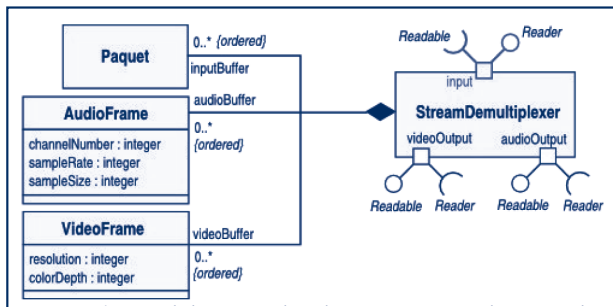 Paquet
0..* {ordered}
inputBuffer
AudioFrame
channelNumber : integer
sampleRate : integer
sampleSize : integer
audioBuffer
0..*
{ordered}
VideoFrame
resolution : integer
colorDepth : integer
videoBuffer
0..*
{ordered}
Readable
Reader
input
StreamDemultiplexer
videoOutput
audioOutput
Readable
Reader
Readable
Reader